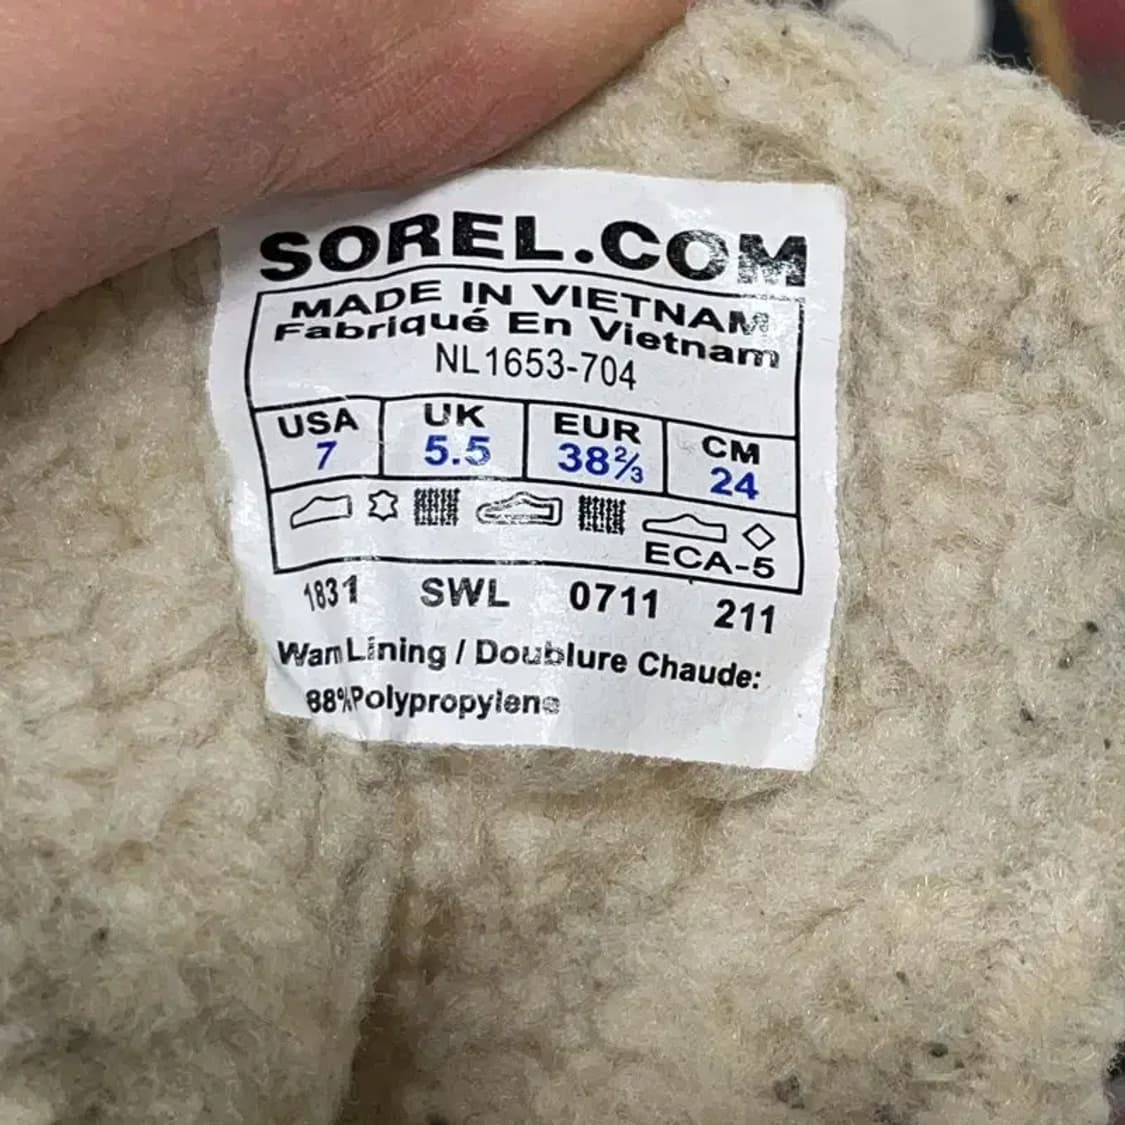 SOREL.COM
MADE IN VIETNAM
Fabriqué En Vietnam
NL1653-704
USA UK EUR CM
7 5.5 38⅔ 24
ECA-5
1831 SWL 0711 211
Warm Lining / Doublure Chaude:
88%Polypropylene